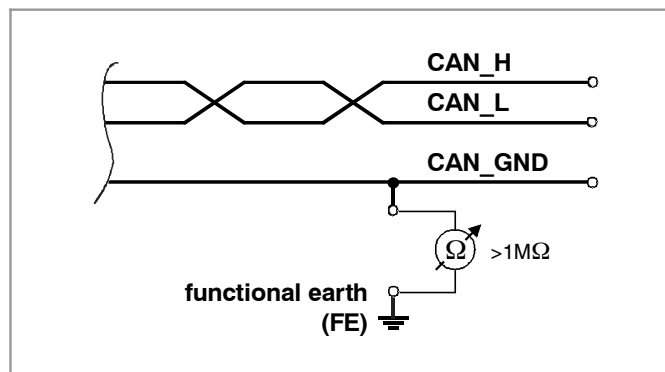 CAN_H
CAN_L
CAN_GND
Ω >1MΩ
functional earth
(FE)